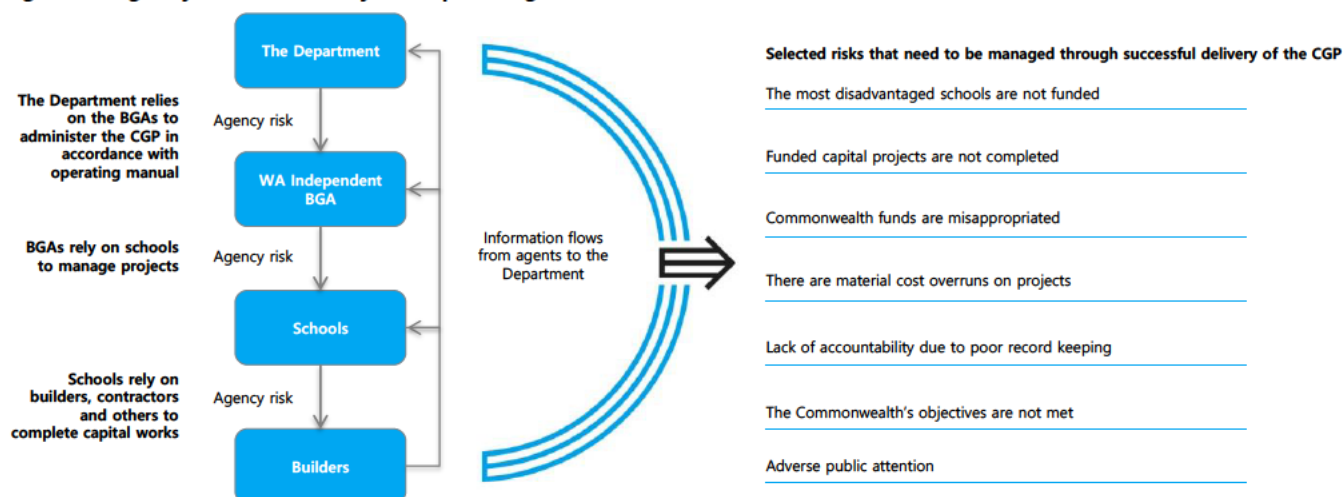 The Department
The Department relies
on the BGAs to
administer the CGP in
accordance with
operating manual
Agency risk
WA Independent
BGA
BGAs rely on schools
to manage projects
Agency risk
Schools
Schools rely on
builders, contractors
and others to
complete capital works
Agency risk
Builders
Information flows
from agents to the
Department
Selected risks that need to be managed through successful delivery of the CGP
The most disadvantaged schools are not funded
Funded capital projects are not completed
Commonwealth funds are misappropriated
There are material cost overruns on projects
Lack of accountability due to poor record keeping
The Commonwealth's objectives are not met
Adverse public attention